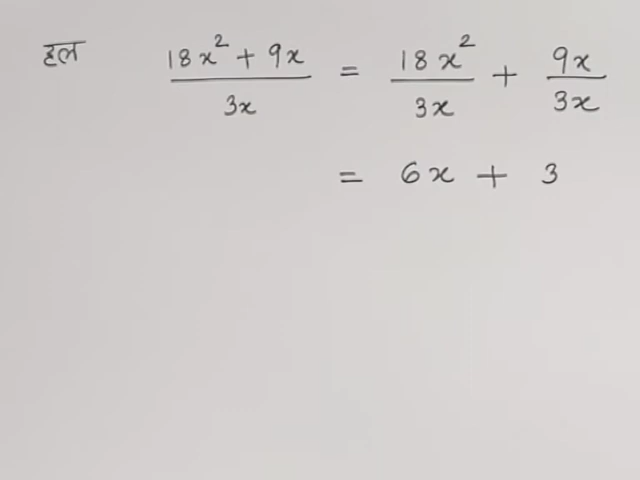 हल (18x² + 9x)/3x = 18x²/3x + 9x/3x
= 6x + 3